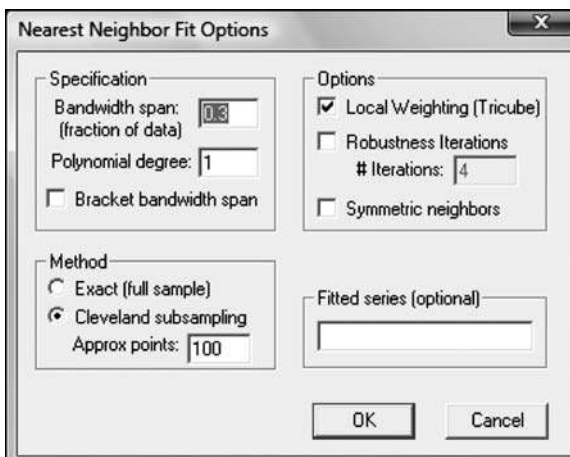 Nearest Neighbor Fit Options
Specification
Bandwidth span: 0.3
(fraction of data)
Polynomial degree: 1
Bracket bandwidth span
Options
Local Weighting (Tricube)
Robustness Iterations
# Iterations: 4
Symmetric neighbors
Method
Exact (full sample)
Cleveland subsampling
Approx points: 100
Fitted series (optional)
OK
Cancel